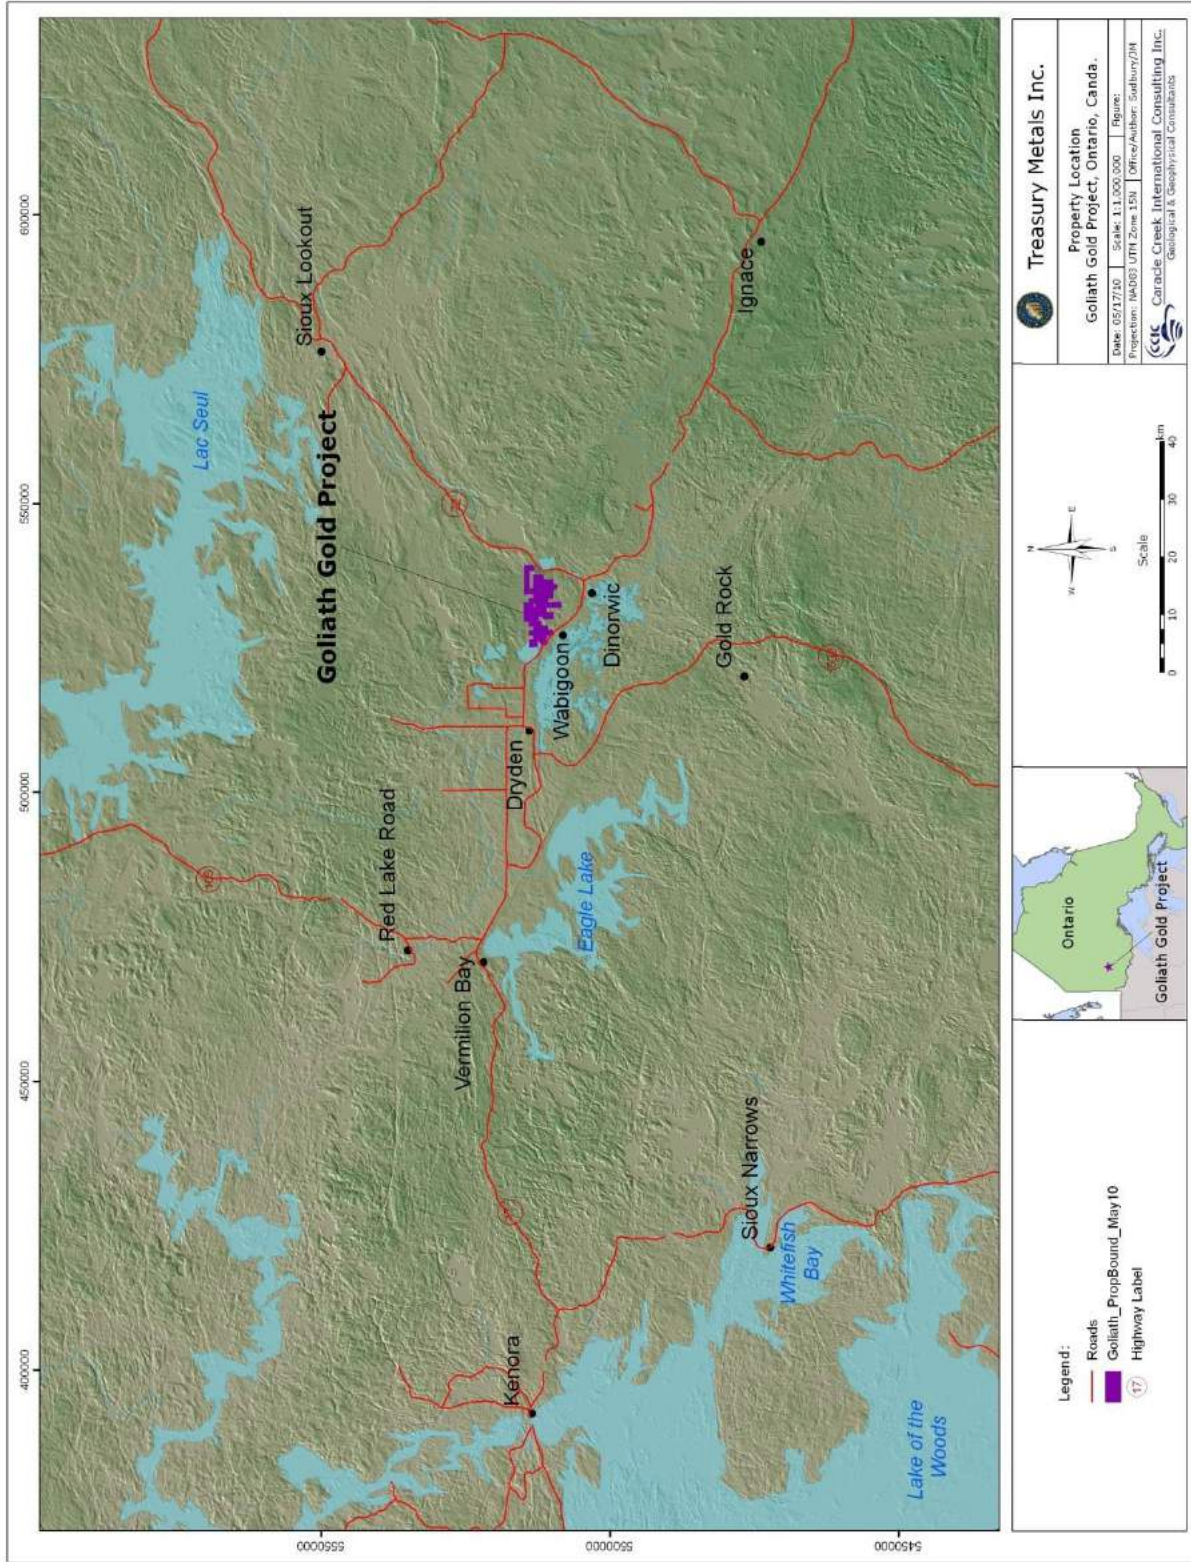 400000
450000
500000
550000
600000
5550000
5500000
5450000
Lac Seul
Sioux Lookout
Goliath Gold Project
Red Lake Road
Vermilion Bay
Dryden
Wabigoon
Dinorwic
Kenora
Eagle Lake
Gold Rock
Ignace
Sioux Narrows
Whitefish
Bay
Lake of the
Woods
Legend:
Roads
Goliath_PropBound_May10
17 Highway Label
Ontario
Goliath Gold Project
N
W E
S
Scale
0 10 20 30 40
km
Treasury Metals Inc.
Property Location
Goliath Gold Project, Ontario, Canda.
Date: 05/17/10 Scale: 1:1,000,000 Figure:
Projection: NAD83 UTM Zone 15N Office/Author: Sudbury/JM
CCIC
Caracle Creek International Consulting Inc.
Geological & Geophysical Consultants